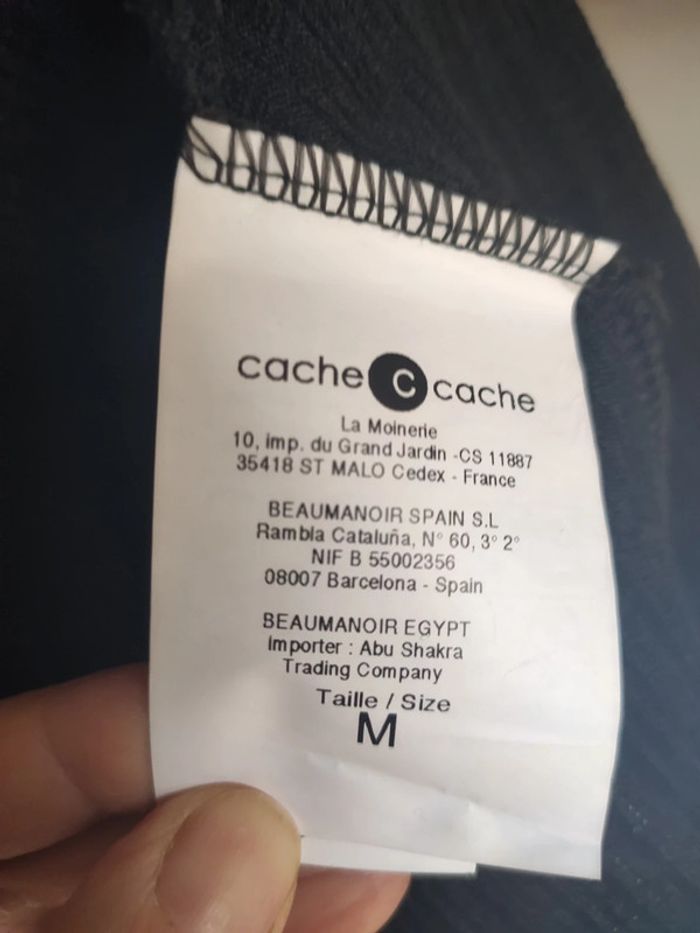 cache c cache
La Moinerie
10, imp. du Grand Jardin -CS 11887
35418 ST MALO Cedex - France
BEAUMANOIR SPAIN S.L
Rambla Cataluña, N° 60, 3° 2°
NIF B 55002356
08007 Barcelona - Spain
BEAUMANOIR EGYPT
Importer : Abu Shakra
Trading Company
Taille / Size
M